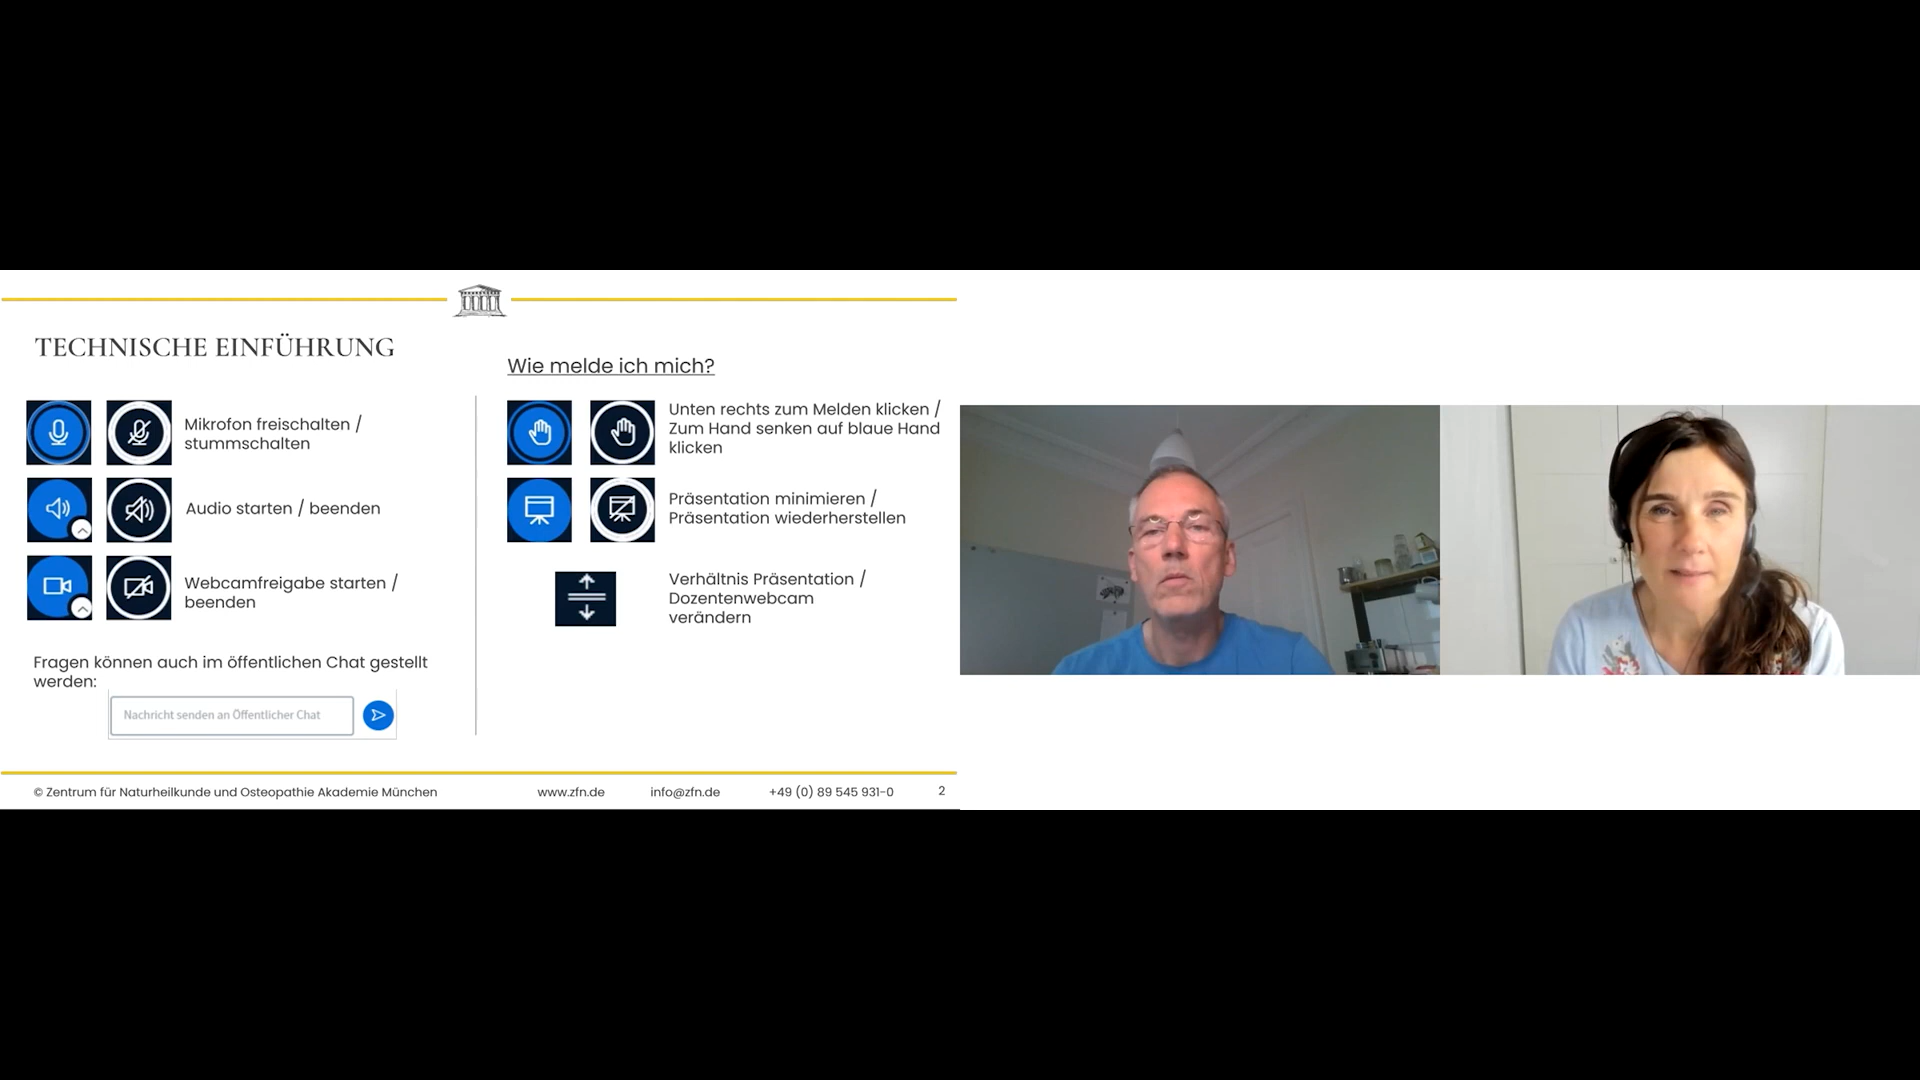 TECHNISCHE EINFÜHRUNG
Mikrofon freischalten /
stummschalten
Audio starten / beenden
Webcamfreigabe starten /
beenden
Fragen können auch im öffentlichen Chat gestellt
werden:
Nachricht senden an Öffentlicher Chat
Wie melde ich mich?
Unten rechts zum Melden klicken /
Zum Hand senken auf blaue Hand
klicken
Präsentation minimieren /
Präsentation wiederherstellen
Verhältnis Präsentation /
Dozentenwebcam
verändern
© Zentrum für Naturheilkunde und Osteopathie Akademie München www.zfn.de info@zfn.de +49 (0) 89 545 931-0 2